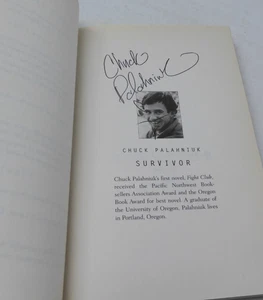 Chuck
Palahniuk
CHUCK PALAHNIUK
SURVIVOR
Chuck Palahniuk's first novel, Fight Club,
received the Pacific Northwest Book-
sellers Association Award and the Oregon
Book Award for best novel. A graduate of
the University of Oregon, Palahniuk lives
in Portland, Oregon.